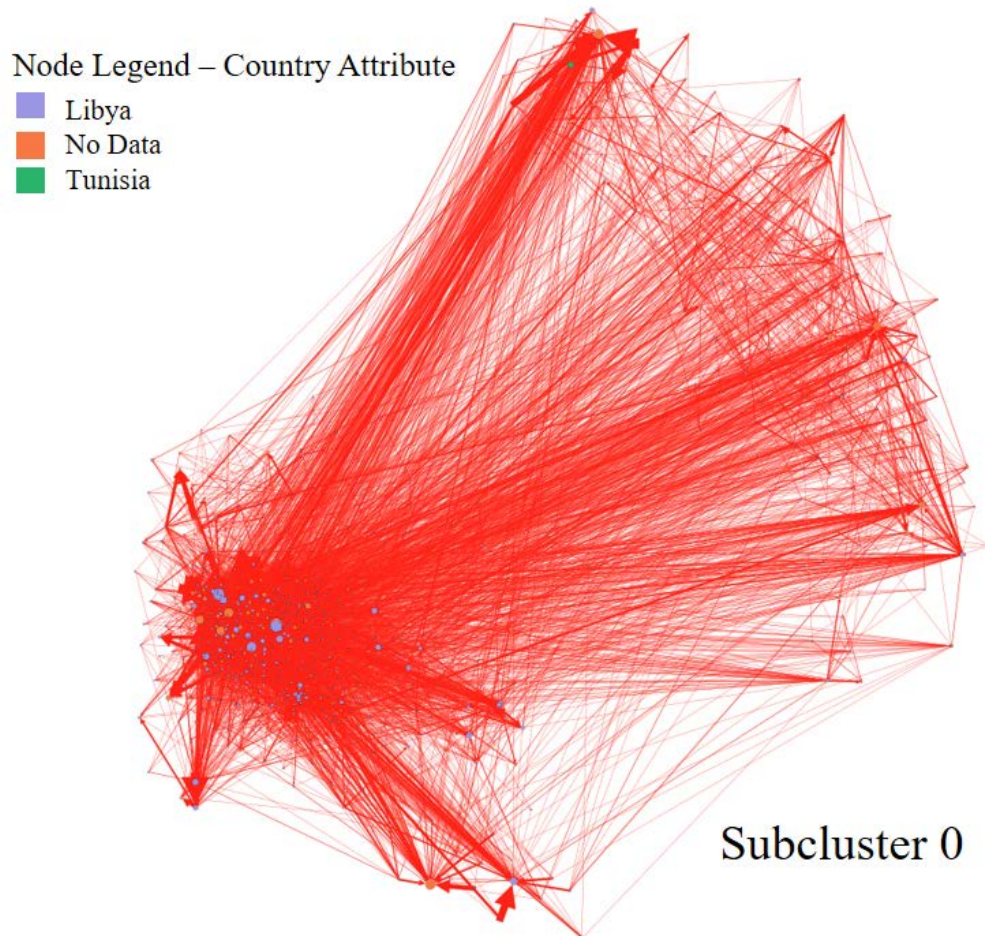 Node Legend – Country Attribute
Libya
No Data
Tunisia
Subcluster 0